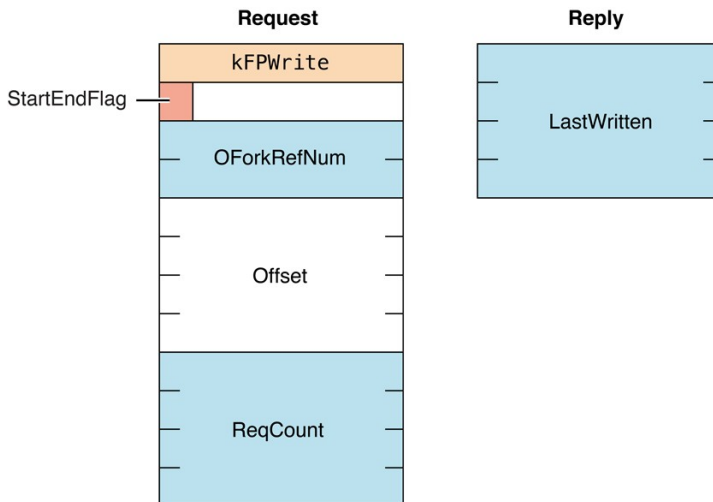 Request
Reply
kFPWrite
StartEndFlag
LastWritten
OForkRefNum
Offset
ReqCount